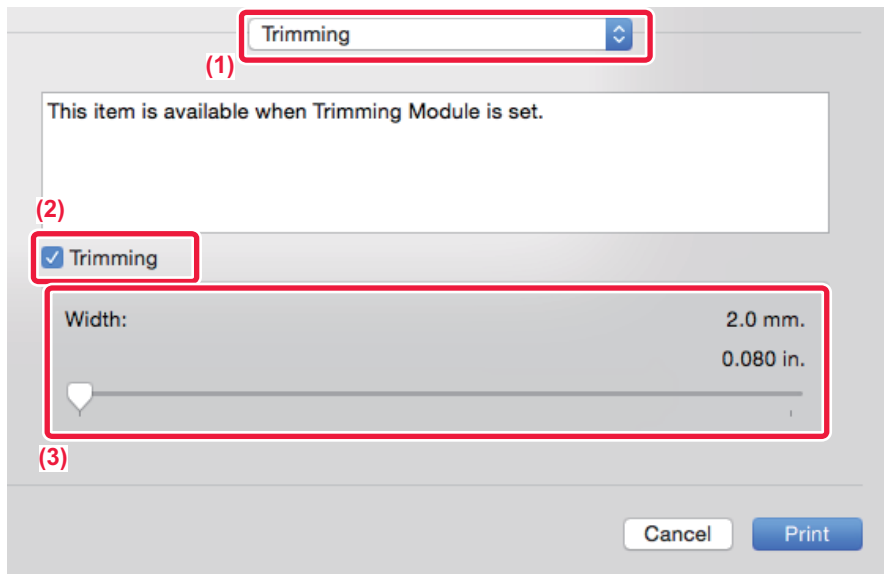 Trimming
(1)
This item is available when Trimming Module is set.
(2)
Trimming
Width: 2.0 mm.
0.080 in.
(3)
Cancel Print